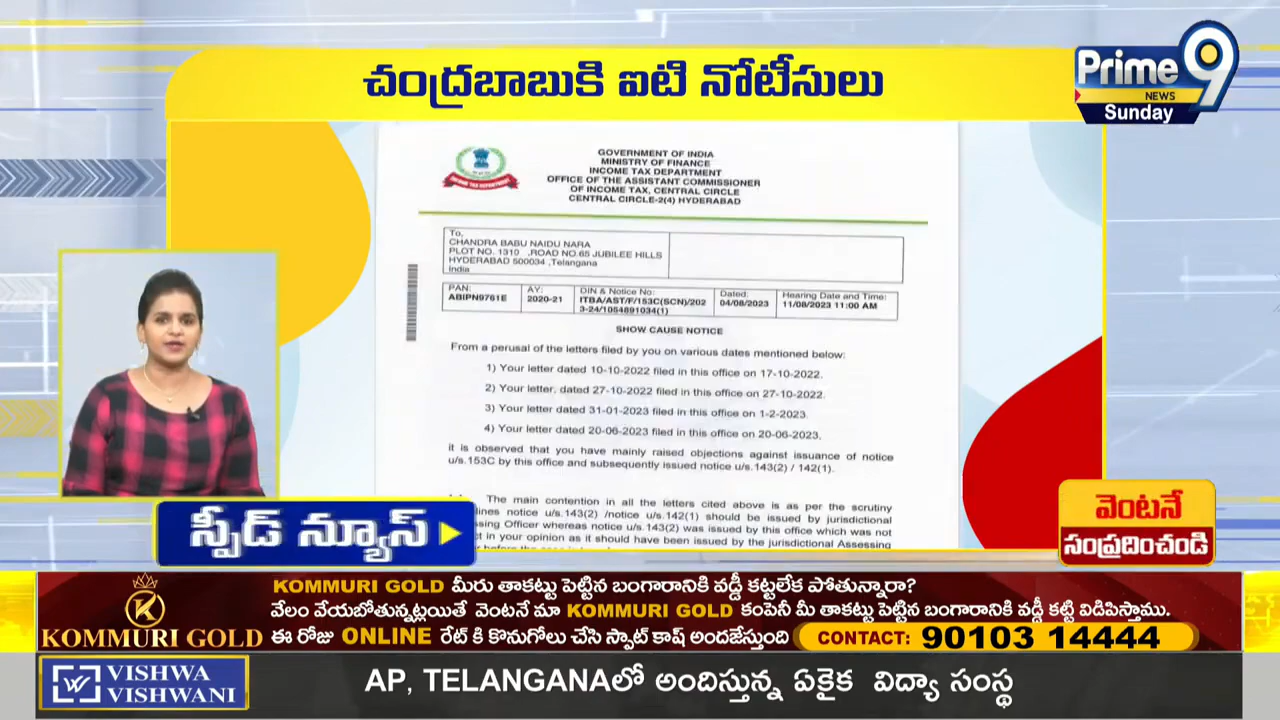 చంద్రబాబుకి ఐటి నోటీసులు
Prime9
NEWS
Sunday
GOVERNMENT OF INDIA
MINISTRY OF FINANCE
INCOME TAX DEPARTMENT
OFFICE OF THE ASSISTANT COMMISSIONER
OF INCOME TAX, CENTRAL CIRCLE
CENTRAL CIRCLE-2(4) HYDERABAD
INCOME TAX DEPARTMENT
To,
CHANDRA BABU NAIDU NARA
PLOT NO. 1310 ,ROAD NO.65 JUBILEE HILLS
HYDERABAD 500034 ,Telangana
India
PAN: AY: DIN & Notice No: Dated: Hearing Date and Time:
ABIPN9761E 2020-21 ITBA/AST/F/153C(SCN)/202 04/08/2023 11/08/2023 11:00 AM
3-24/1054891034(1)
SHOW CAUSE NOTICE
From a perusal of the letters filed by you on various dates mentioned below:
1) Your letter dated 10-10-2022 filed in this office on 17-10-2022.
2) Your letter. dated 27-10-2022 filed in this office on 27-10-2022.
3) Your letter dated 31-01-2023 filed in this office on 1-2-2023.
4) Your letter dated 20-06-2023 filed in this office on 20-06-2023.
it is observed that you have mainly raised objections against issuance of notice
u/s.153C by this office and subsequently issued notice u/s.143(2) / 142(1).
The main contention in all the letters cited above is as per the scrutiny
lines notice u/s.143(2) /notice u/s.142(1) should be issued by jurisdictional
sing Officer whereas notice u/s.143(2) was issued by this office which was not
ct in your opinion as it should have been issued by the jurisdictional Assessing
స్పీడ్ న్యూస్
వెంటనే
సంప్రదించండి
KOMMURI GOLD
KOMMURI GOLD మీరు తాకట్టు పెట్టిన బంగారానికి వడ్డీ కట్టలేక పోతున్నారా?
వేలం వేయబోతున్నట్లయితే వెంటనే మా KOMMURI GOLD కంపెనీ మీ తాకట్టు పెట్టిన బంగారానికి వడ్డీ కట్టి విడిపిస్తాము.
ఈ రోజు ONLINE రేట్ కి కొనుగోలు చేసి స్పాట్ కాష్ అందజేస్తుంది CONTACT: 90103 14444
VISHWA
VISHWANI
AP, TELANGANAలో అందిస్తున్న ఏకైక విద్యా సంస్థ